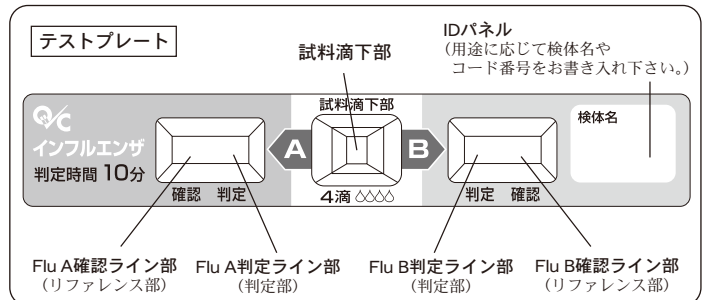 テストプレート
試料滴下部
IDパネル
(用途に応じて検体名や
コード番号をお書き入れ下さい。)
試料滴下部
検体名
インフルエンザ
判定時間 10分
A
B
確認 判定
4滴
判定 確認
Flu A確認ライン部
(リファレンス部)
Flu A判定ライン部
(判定部)
Flu B判定ライン部
(判定部)
Flu B確認ライン部
(リファレンス部)